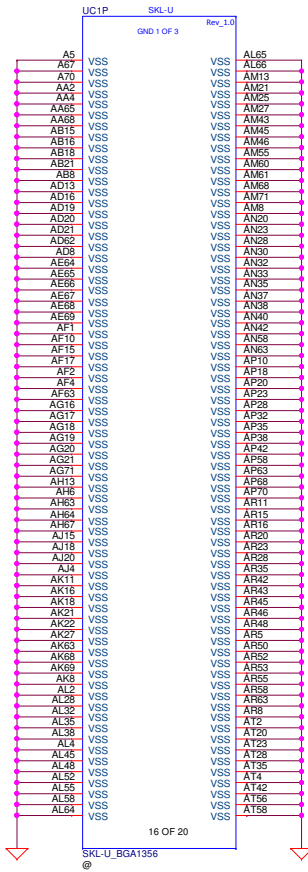 UC1P SKL-U
Rev_1.0
GND 1 OF 3
A5 VSS VSS AL65
A67 VSS VSS AL66
A70 VSS VSS AM13
AA2 VSS VSS AM21
AA4 VSS VSS AM25
AA65 VSS VSS AM27
AA68 VSS VSS AM43
AB15 VSS VSS AM45
AB16 VSS VSS AM46
AB18 VSS VSS AM55
AB21 VSS VSS AM60
AB8 VSS VSS AM61
AD13 VSS VSS AM68
AD16 VSS VSS AM71
AD19 VSS VSS AM8
AD20 VSS VSS AN20
AD21 VSS VSS AN23
AD62 VSS VSS AN28
AD8 VSS VSS AN30
AE64 VSS VSS AN32
AE65 VSS VSS AN33
AE66 VSS VSS AN35
AE67 VSS VSS AN37
AE68 VSS VSS AN38
AE69 VSS VSS AN40
AF1 VSS VSS AN42
AF10 VSS VSS AN58
AF15 VSS VSS AN63
AF17 VSS VSS AP10
AF2 VSS VSS AP18
AF4 VSS VSS AP20
AF63 VSS VSS AP23
AG16 VSS VSS AP28
AG17 VSS VSS AP32
AG18 VSS VSS AP35
AG19 VSS VSS AP38
AG20 VSS VSS AP42
AG21 VSS VSS AP58
AG71 VSS VSS AP63
AH13 VSS VSS AP68
AH6 VSS VSS AP70
AH63 VSS VSS AR11
AH64 VSS VSS AR15
AH67 VSS VSS AR16
AJ15 VSS VSS AR20
AJ18 VSS VSS AR23
AJ20 VSS VSS AR28
AJ4 VSS VSS AR35
AK11 VSS VSS AR42
AK16 VSS VSS AR43
AK18 VSS VSS AR45
AK21 VSS VSS AR46
AK22 VSS VSS AR48
AK27 VSS VSS AR5
AK63 VSS VSS AR50
AK68 VSS VSS AR52
AK69 VSS VSS AR53
AK8 VSS VSS AR55
AL2 VSS VSS AR58
AL28 VSS VSS AR63
AL32 VSS VSS AR8
AL35 VSS VSS AT2
AL38 VSS VSS AT20
AL4 VSS VSS AT23
AL45 VSS VSS AT28
AL48 VSS VSS AT35
AL52 VSS VSS AT4
AL55 VSS VSS AT42
AL58 VSS VSS AT56
AL64 VSS VSS AT58
16 OF 20
SKL-U_BGA1356
@